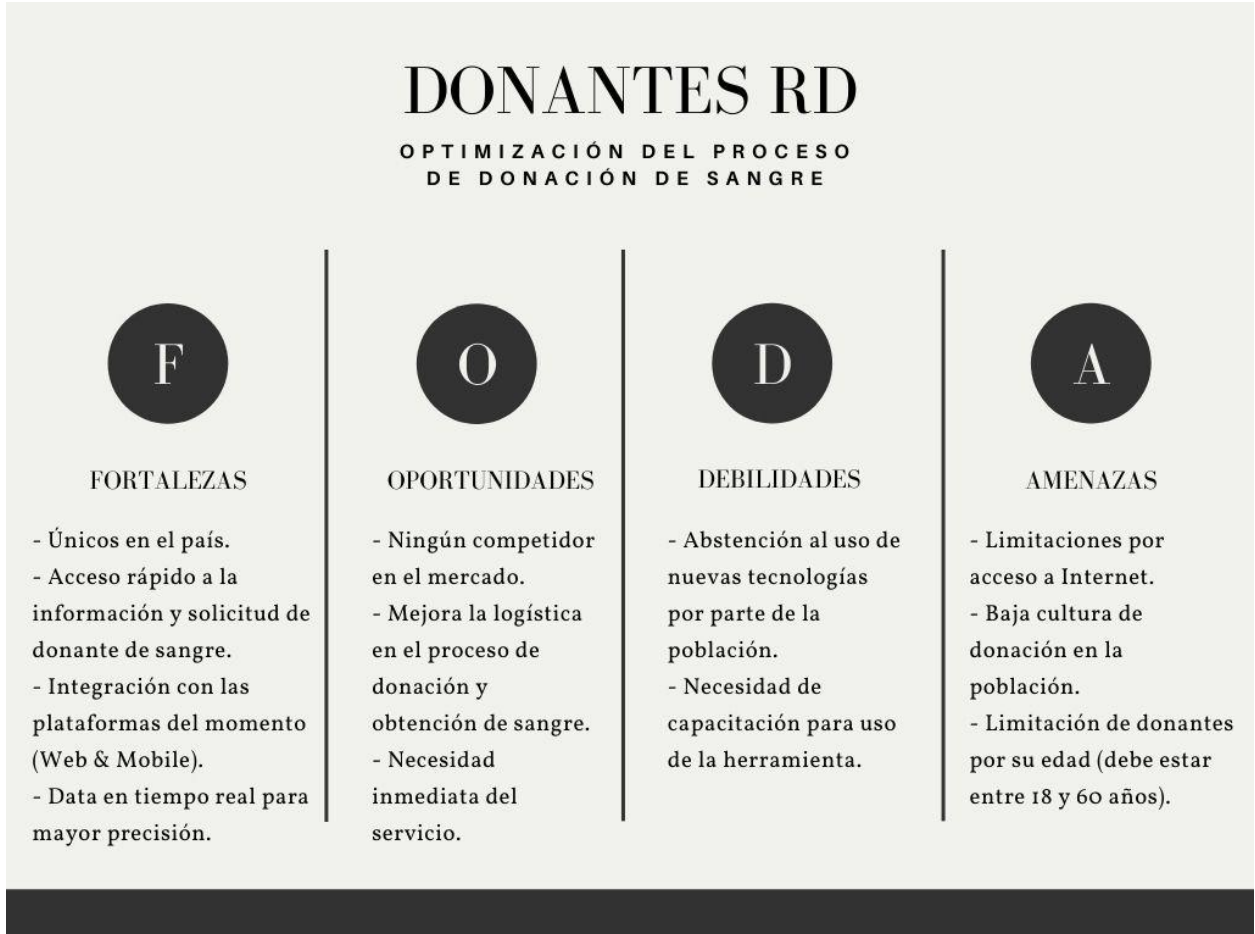 DONANTES RD
OPTIMIZACIÓN DEL PROCESO
DE DONACIÓN DE SANGRE
F
FORTALEZAS
- Únicos en el país.
- Acceso rápido a la
información y solicitud de
donante de sangre.
- Integración con las
plataformas del momento
(Web & Mobile).
- Data en tiempo real para
mayor precisión.
O
OPORTUNIDADES
- Ningún competidor
en el mercado.
- Mejora la logística
en el proceso de
donación y
obtención de sangre.
- Necesidad
inmediata del
servicio.
D
DEBILIDADES
- Abstención al uso de
nuevas tecnologías
por parte de la
población.
- Necesidad de
capacitación para uso
de la herramienta.
A
AMENAZAS
- Limitaciones por
acceso a Internet.
- Baja cultura de
donación en la
población.
- Limitación de donantes
por su edad (debe estar
entre 18 y 60 años).